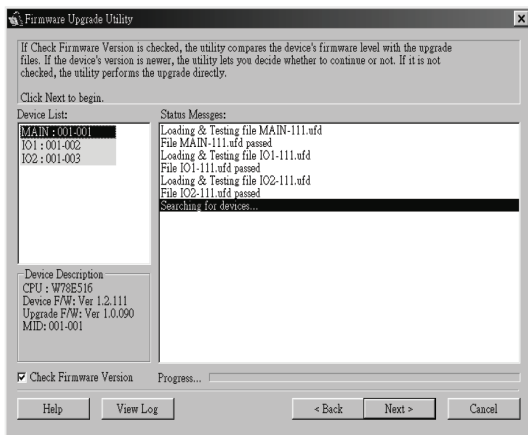 Firmware Upgrade Utility
If Check Firmware Version is checked, the utility compares the device's firmware level with the upgrade
files. If the device's version is newer, the utility lets you decide whether to continue or not. If it is not
checked, the utility performs the upgrade directly.
Click Next to begin.
Device List:
MAIN : 001-001
IO1 : 001-002
IO2 : 001-003
Status Messges:
Loading & Testing file MAIN-111.ufd
File MAIN-111.ufd passed
Loading & Testing file IO1-111.ufd
File IO1-111.ufd passed
Loading & Testing file IO2-111.ufd
File IO2-111.ufd passed
Searching for devices...
Device Description
CPU : W78E516
Device F/W: Ver 1.2.111
Upgrade F/W: Ver 1.0.090
MID: 001-001
Check Firmware Version
Progress...
Help
View Log
< Back
Next >
Cancel